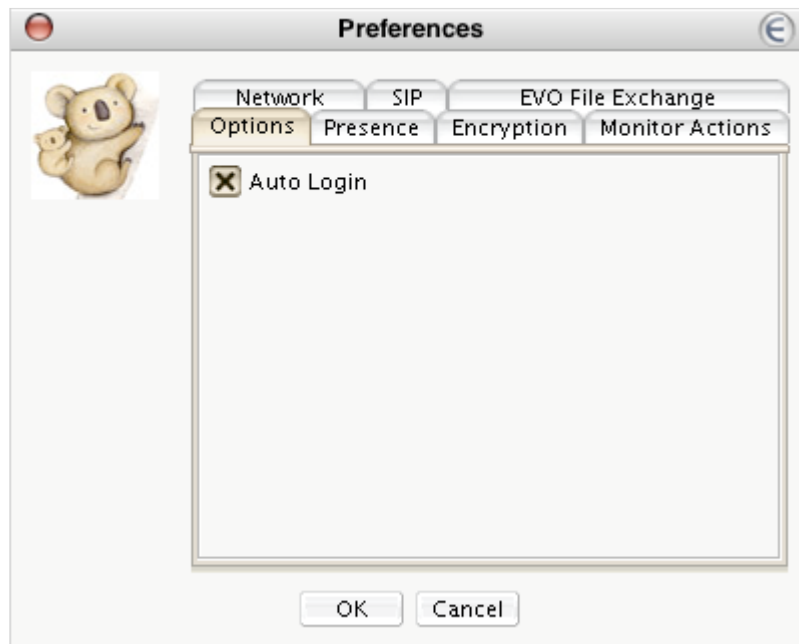 Preferences
Network SIP EVO File Exchange
Options Presence Encryption Monitor Actions
Auto Login
OK Cancel